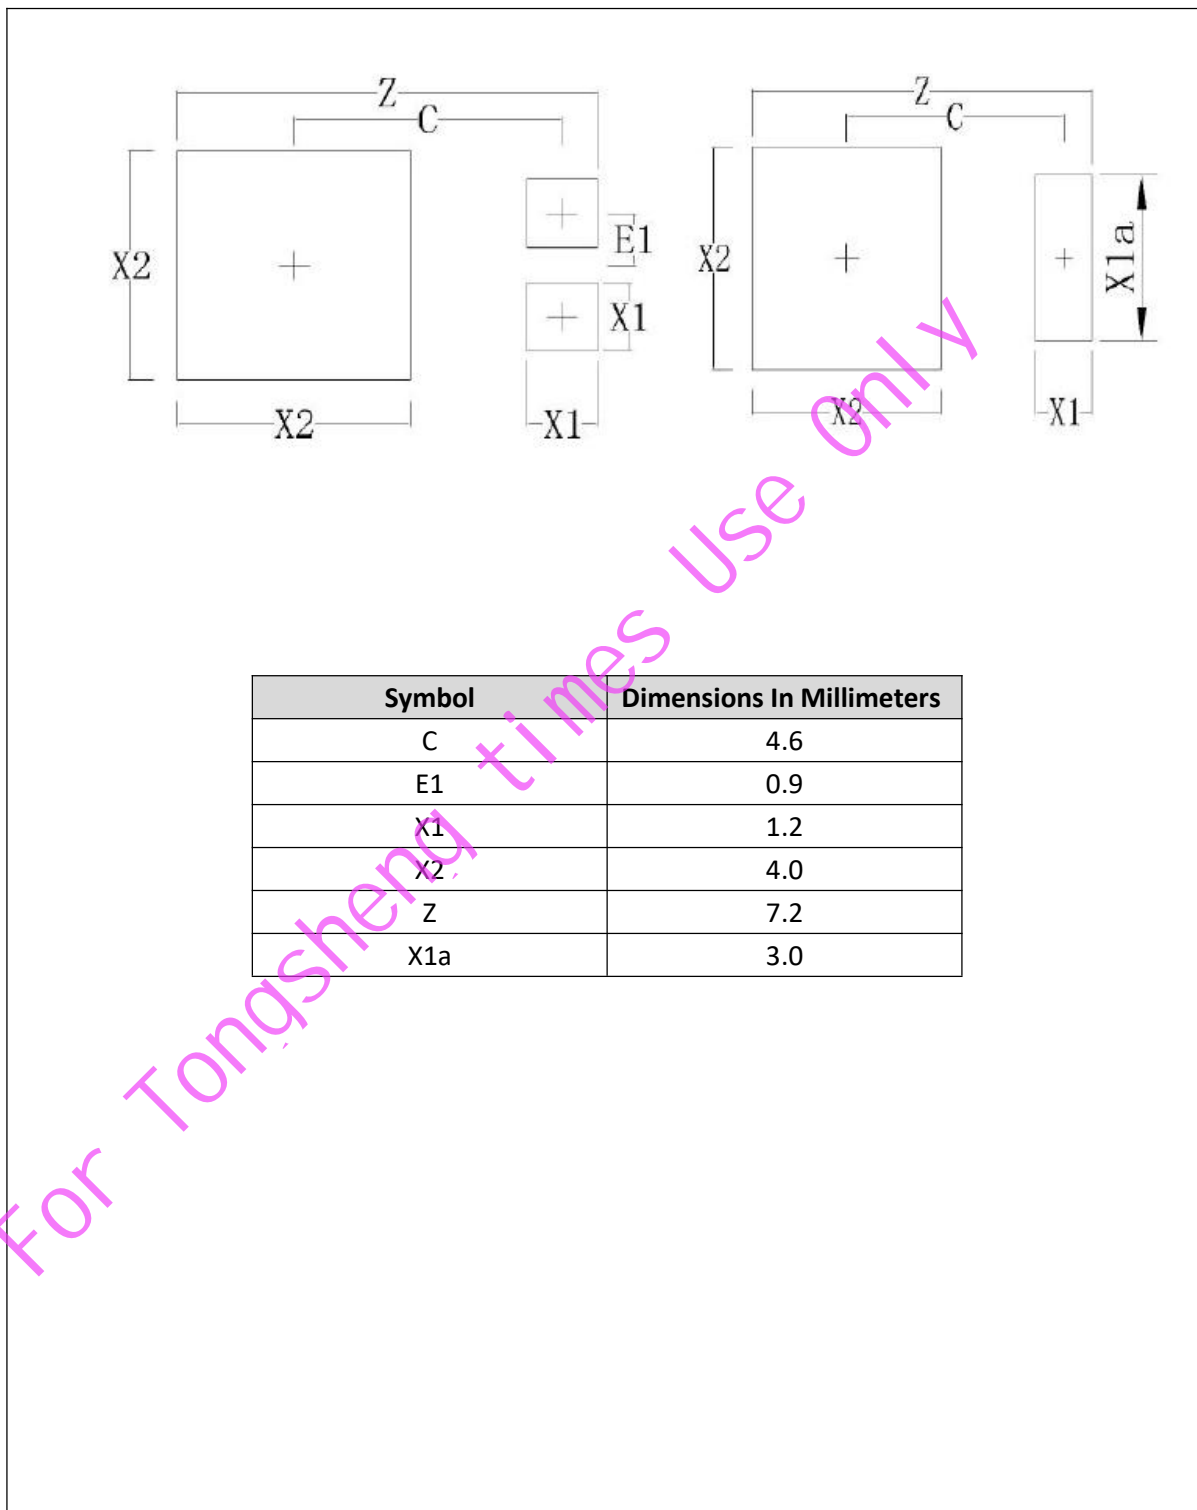 Z
C
X2
E1
X1
X2
X1
Z
C
X2
X1a
X2
X1
Symbol Dimensions In Millimeters
C 4.6
E1 0.9
X1 1.2
X2 4.0
Z 7.2
X1a 3.0
For Tongsheng times Use Only